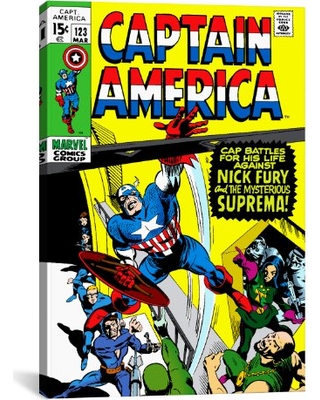 CAPT. AMERICA
15¢
123
MAR
CAPTAIN
AMERICA
MARVEL
COMICS
GROUP
CAP BATTLES
FOR HIS LIFE
AGAINST
NICK FURY
AND THE MYSTERIOUS
SUPREMA!